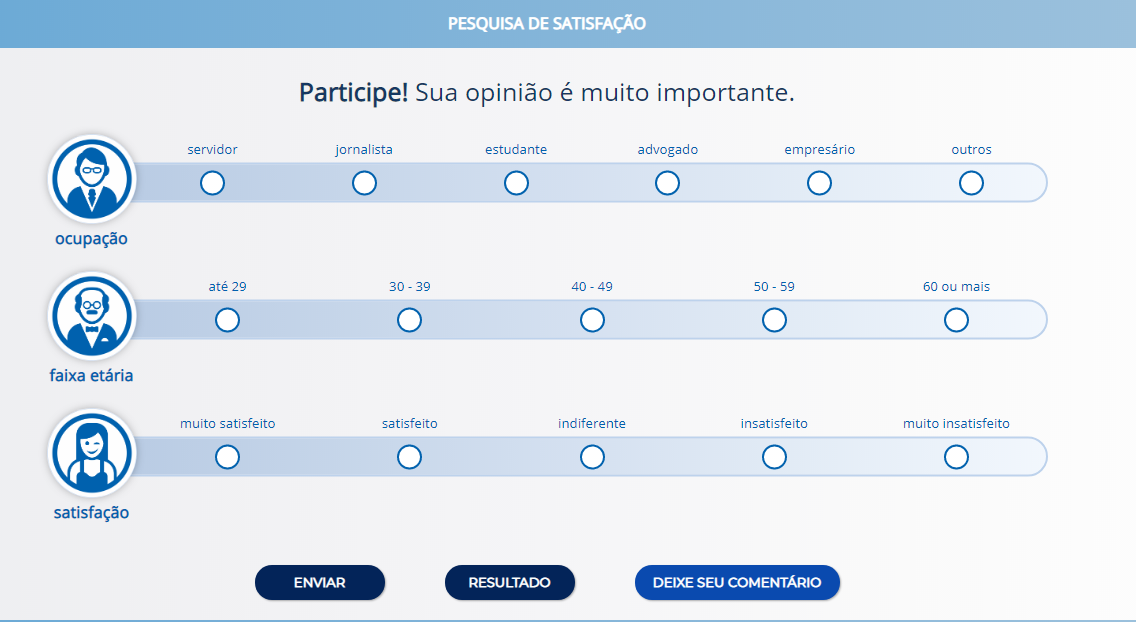 PESQUISA DE SATISFAÇÃO
Participe! Sua opinião é muito importante.
servidor jornalista estudante advogado empresário outros
ocupação
até 29 30 - 39 40 - 49 50 - 59 60 ou mais
faixa etária
muito satisfeito satisfeito indiferente insatisfeito muito insatisfeito
satisfação
ENVIAR RESULTADO DEIXE SEU COMENTÁRIO